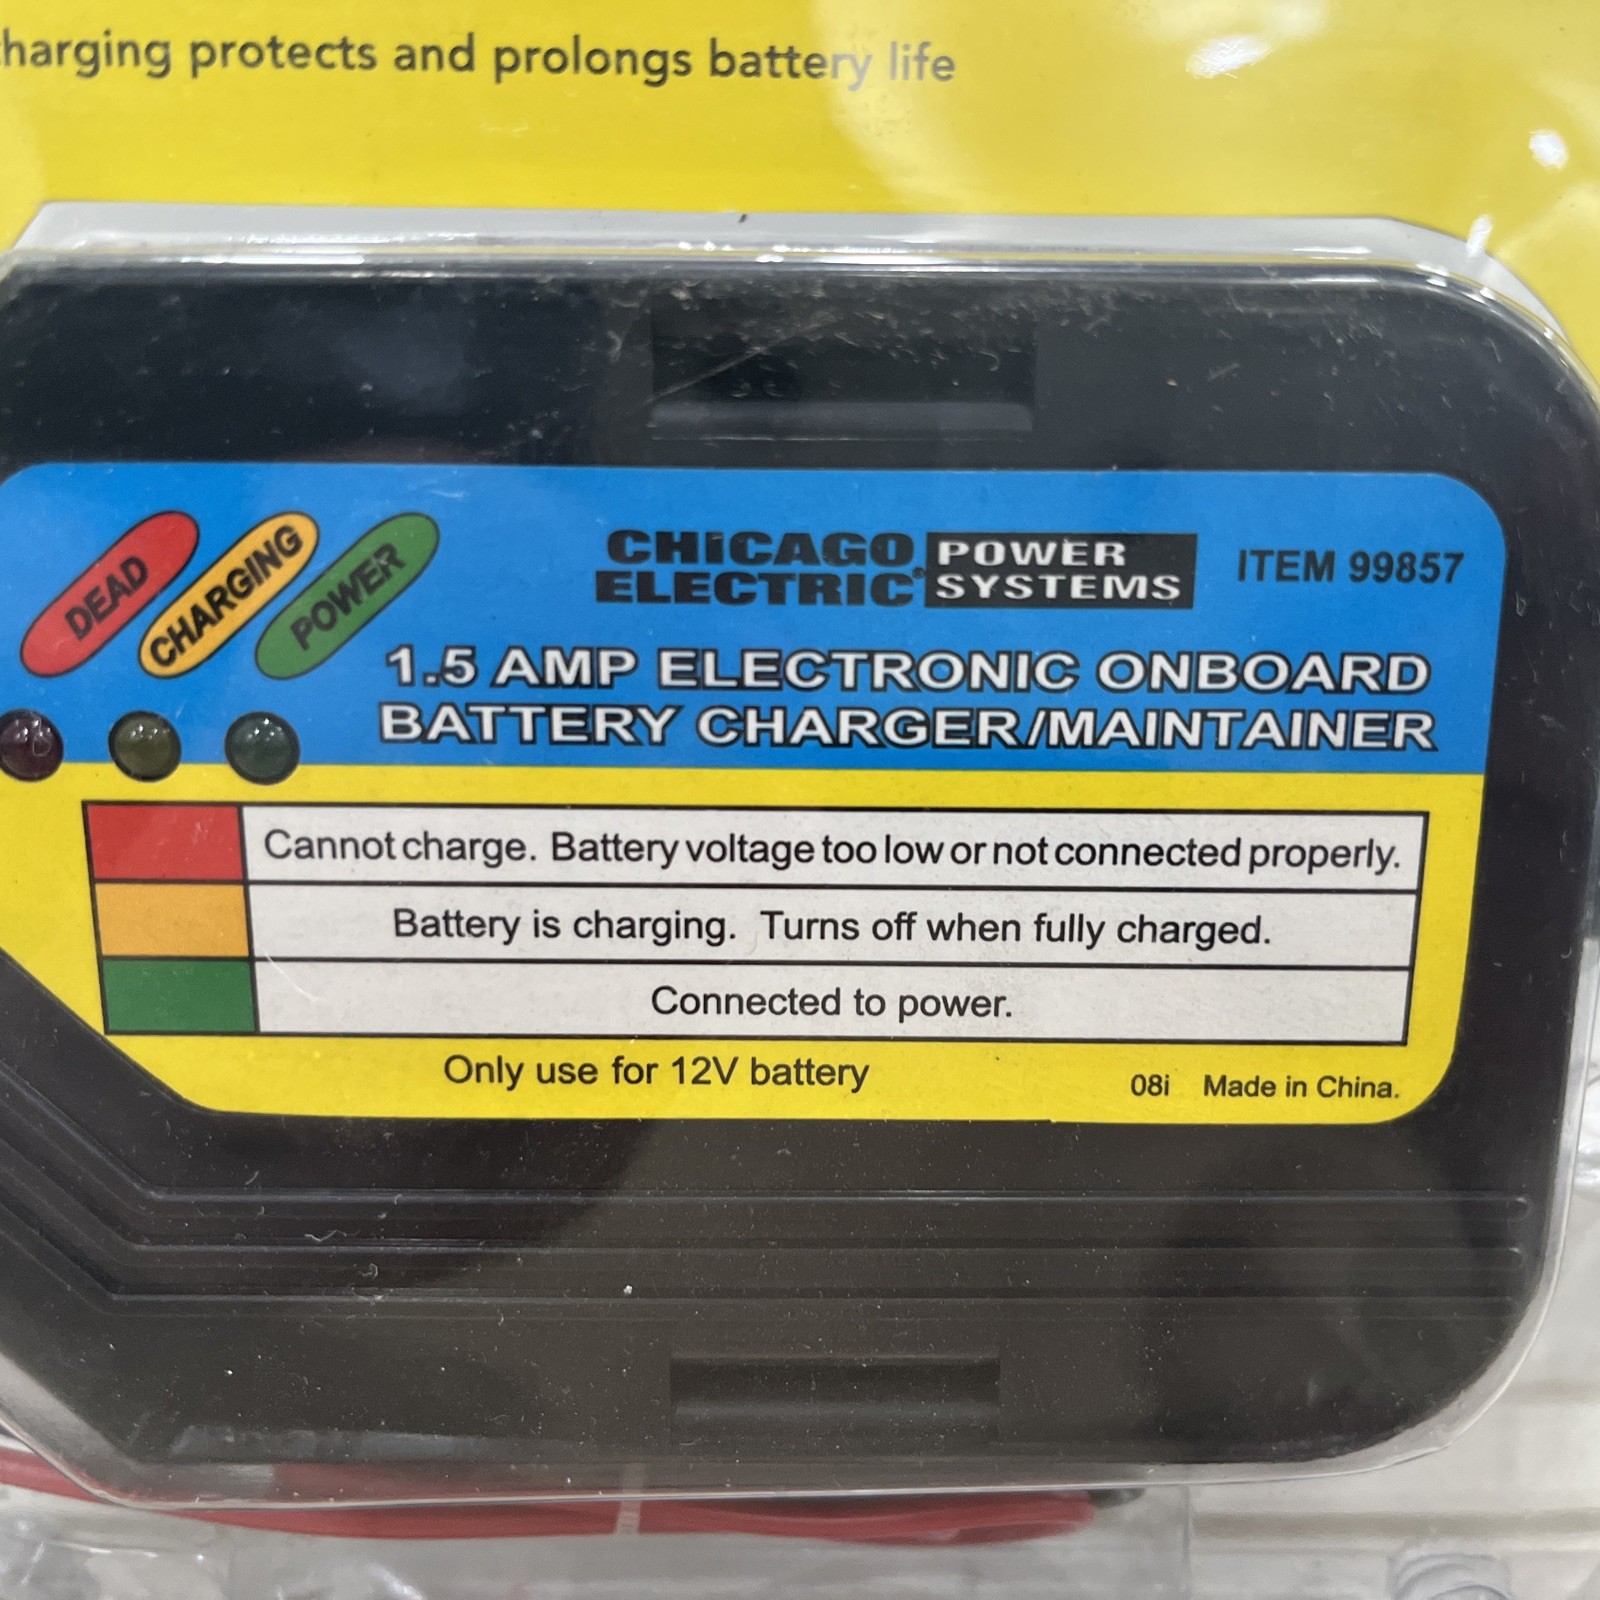 charging protects and prolongs battery life
DEAD
CHARGING
POWER
CHICAGO ELECTRIC® POWER SYSTEMS
ITEM 99857
1.5 AMP ELECTRONIC ONBOARD
BATTERY CHARGER/MAINTAINER
Cannot charge. Battery voltage too low or not connected properly.
Battery is charging. Turns off when fully charged.
Connected to power.
Only use for 12V battery
08i Made in China.